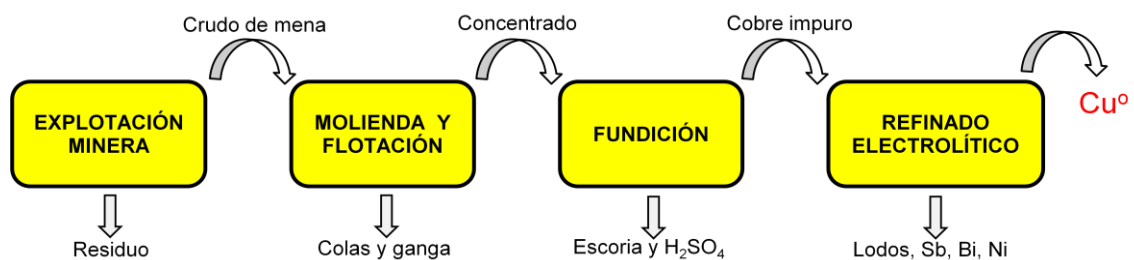 Crudo de mena
Concentrado
Cobre impuro
EXPLOTACIÓN
MINERA
MOLIENDA Y
FLOTACIÓN
FUNDICIÓN
REFINADO
ELECTROLÍTICO
Cuº
Residuo
Colas y ganga
Escoria y H₂SO₄
Lodos, Sb, Bi, Ni